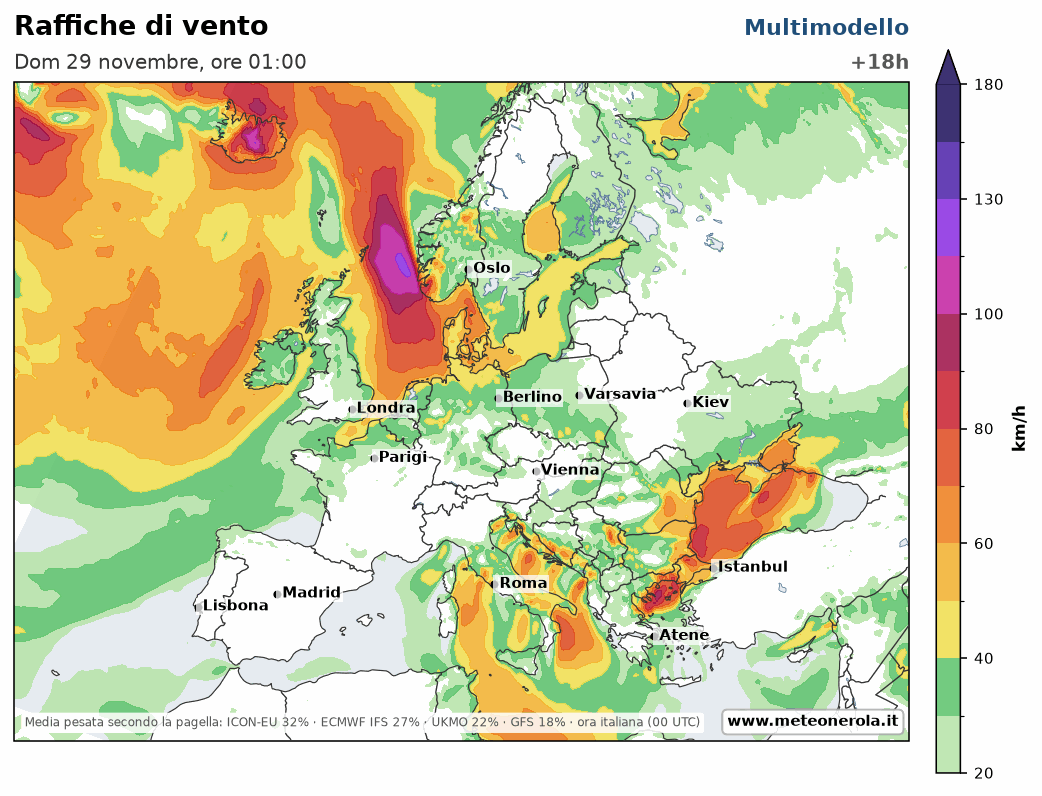 Raffiche di vento
Multimodello
Dom 29 novembre, ore 01:00
+18h
180
130
100
80
60
40
20
km/h
Oslo
Berlino
Varsavia
Kiev
Londra
Parigi
Vienna
Istanbul
Roma
Madrid
Lisbona
Atene
Media pesata secondo la pagella: ICON-EU 32% · ECMWF IFS 27% · UKMO 22% · GFS 18% · ora italiana (00 UTC)
www.meteonerola.it